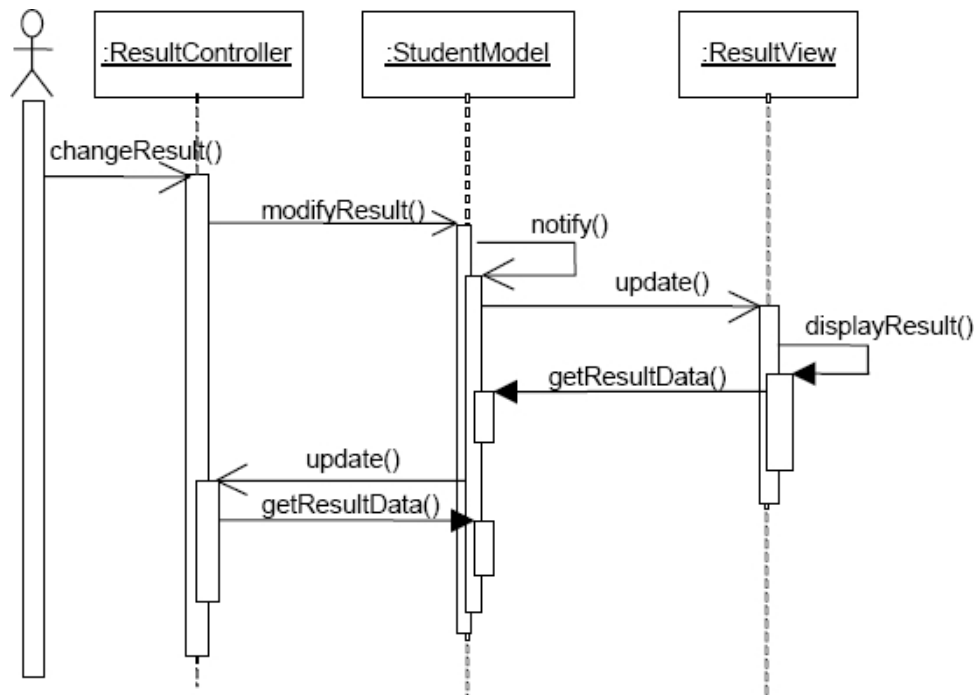 :ResultController
:StudentModel
:ResultView
changeResult()
modifyResult()
notify()
update()
displayResult()
getResultData()
update()
getResultData()